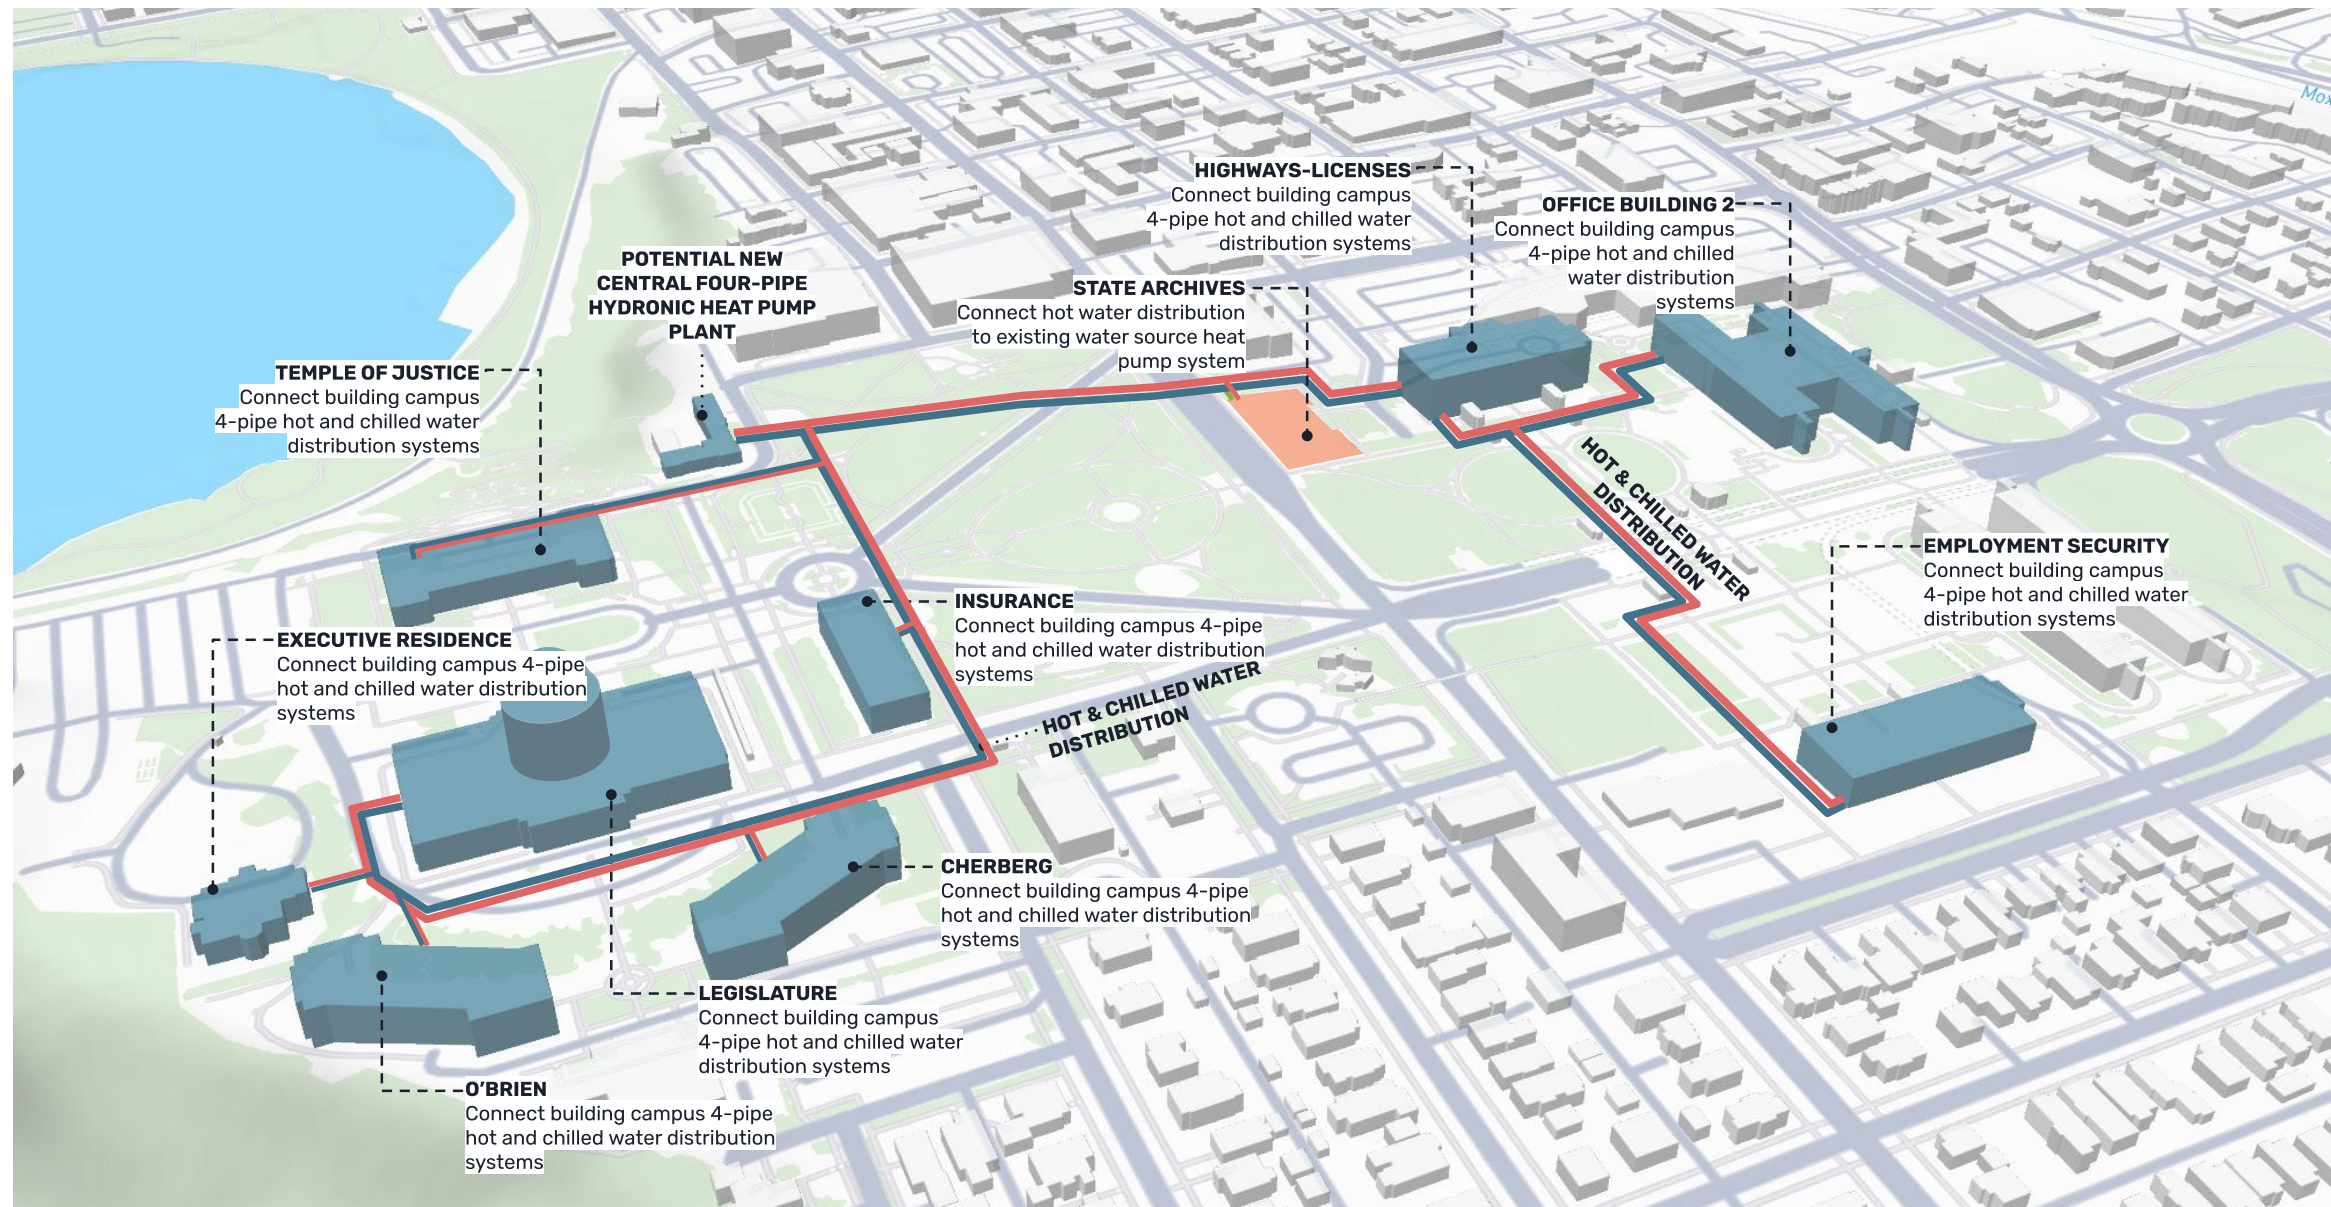 Mox
HIGHWAYS-LICENSES
Connect building campus
4-pipe hot and chilled water
distribution systems
OFFICE BUILDING 2
Connect building campus
4-pipe hot and chilled
water distribution
systems
POTENTIAL NEW
CENTRAL FOUR-PIPE
HYDRONIC HEAT PUMP
PLANT
STATE ARCHIVES
Connect hot water distribution
to existing water source heat
pump system
TEMPLE OF JUSTICE
Connect building campus
4-pipe hot and chilled water
distribution systems
HOT & CHILLED WATER
DISTRIBUTION
EMPLOYMENT SECURITY
Connect building campus
4-pipe hot and chilled water
distribution systems
INSURANCE
Connect building campus 4-pipe
hot and chilled water distribution
systems
EXECUTIVE RESIDENCE
Connect building campus 4-pipe
hot and chilled water distribution
systems
HOT & CHILLED WATER
DISTRIBUTION
CHERBERG
Connect building campus 4-pipe
hot and chilled water distribution
systems
LEGISLATURE
Connect building campus
4-pipe hot and chilled water
distribution systems
O'BRIEN
Connect building campus 4-pipe
hot and chilled water distribution
systems